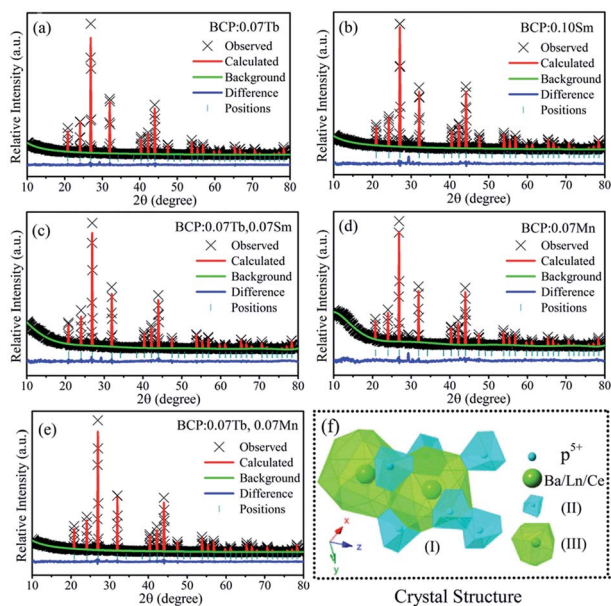 (a)
BCP:0.07Tb
Observed
Calculated
Background
Difference
Positions
Relative Intensity (a.u.)
10 20 30 40 50 60 70 80
2θ (degree)
(b)
BCP:0.10Sm
Observed
Calculated
Background
Difference
Positions
Relative Intensity (a.u.)
10 20 30 40 50 60 70 80
2θ (degree)
(c)
BCP:0.07Tb,0.07Sm
Observed
Calculated
Background
Difference
Positions
Relative Intensity (a.u.)
10 20 30 40 50 60 70 80
2θ (degree)
(d)
BCP:0.07Mn
Observed
Calculated
Background
Difference
Positions
Relative Intensity (a.u.)
10 20 30 40 50 60 70 80
2θ (degree)
(e)
BCP:0.07Tb, 0.07Mn
Observed
Calculated
Background
Difference
Positions
Relative Intensity (a.u.)
10 20 30 40 50 60 70 80
2θ (degree)
(f)
P5+
Ba/Ln/Ce
(II)
(I)
(III)
x
z
y
Crystal Structure